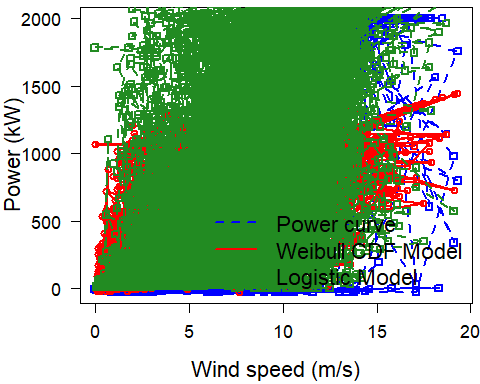 2000
1500
1000
500
0
Power (kW)
Power curve
Weibull CDF Model
Logistic Model
0 5 10 15 20
Wind speed (m/s)